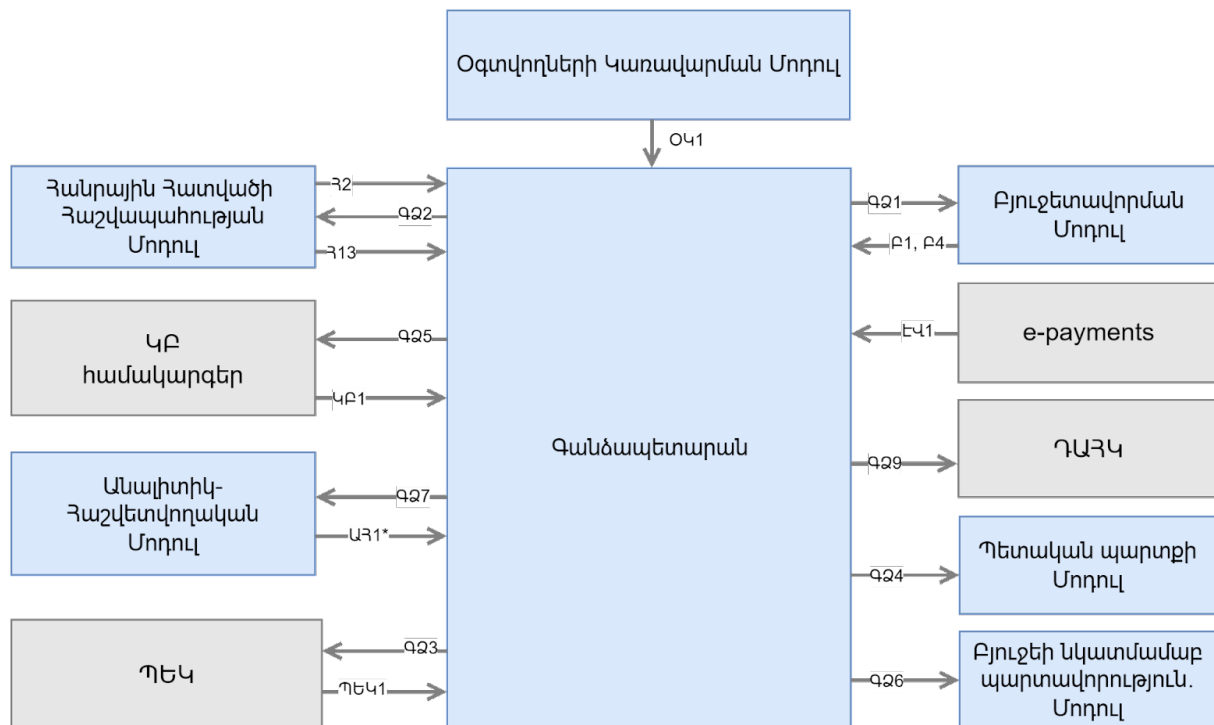 Օգտվողների Կառավարման Մոդուլ
ՕԿ1
Հանրային Հատվածի
Հաշվապահության
Մոդուլ
Հ2
ԳՁ2
Հ13
ԳՁ1
Բ1, Բ4
Բյուջետավորման
Մոդուլ
ԿԲ
համակարգեր
ԳՁ5
ԿԲ1
ԷՎ1
e-payments
Գանձապետարան
ԳՁ9
ԴԱՀԿ
Անալիտիկ-
Հաշվետվողական
Մոդուլ
ԳՁ7
ԱՀ1*
ԳՁ4
Պետական պարտքի
Մոդուլ
ՊԵԿ
ԳՁ3
ՊԵԿ1
ԳՁ6
Բյուջեի նկատմամաբ
պարտավորություն.
Մոդուլ